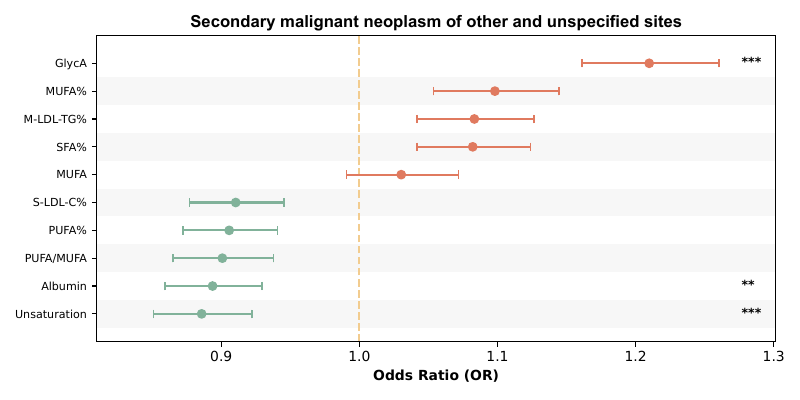 Secondary malignant neoplasm of other and unspecified sites
GlycA ***
MUFA%
M-LDL-TG%
SFA%
MUFA
S-LDL-C%
PUFA%
PUFA/MUFA
Albumin **
Unsaturation ***
0.9 1.0 1.1 1.2 1.3
Odds Ratio (OR)